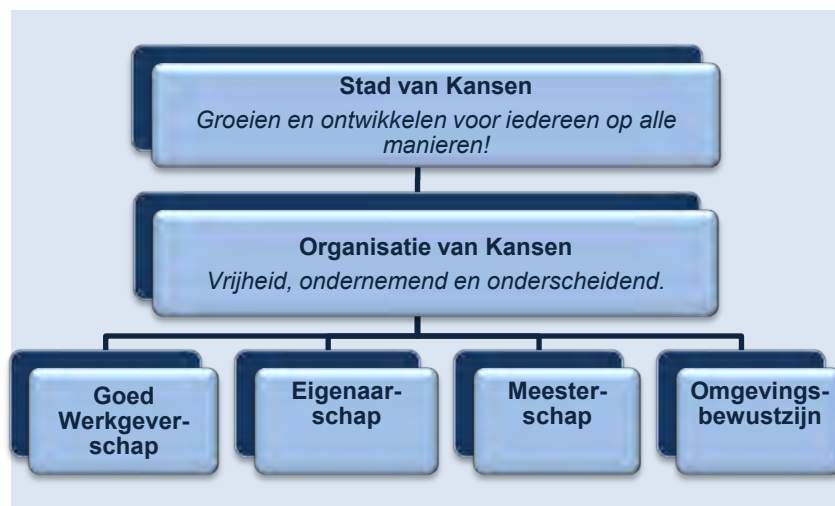 Stad van Kansen
Groeien en ontwikkelen voor iedereen op alle
manieren!
Organisatie van Kansen
Vrijheid, ondernemend en onderscheidend.
Goed
Werkgever-
schap
Eigenaar-
schap
Meester-
schap
Omgevings-
bewustzijn